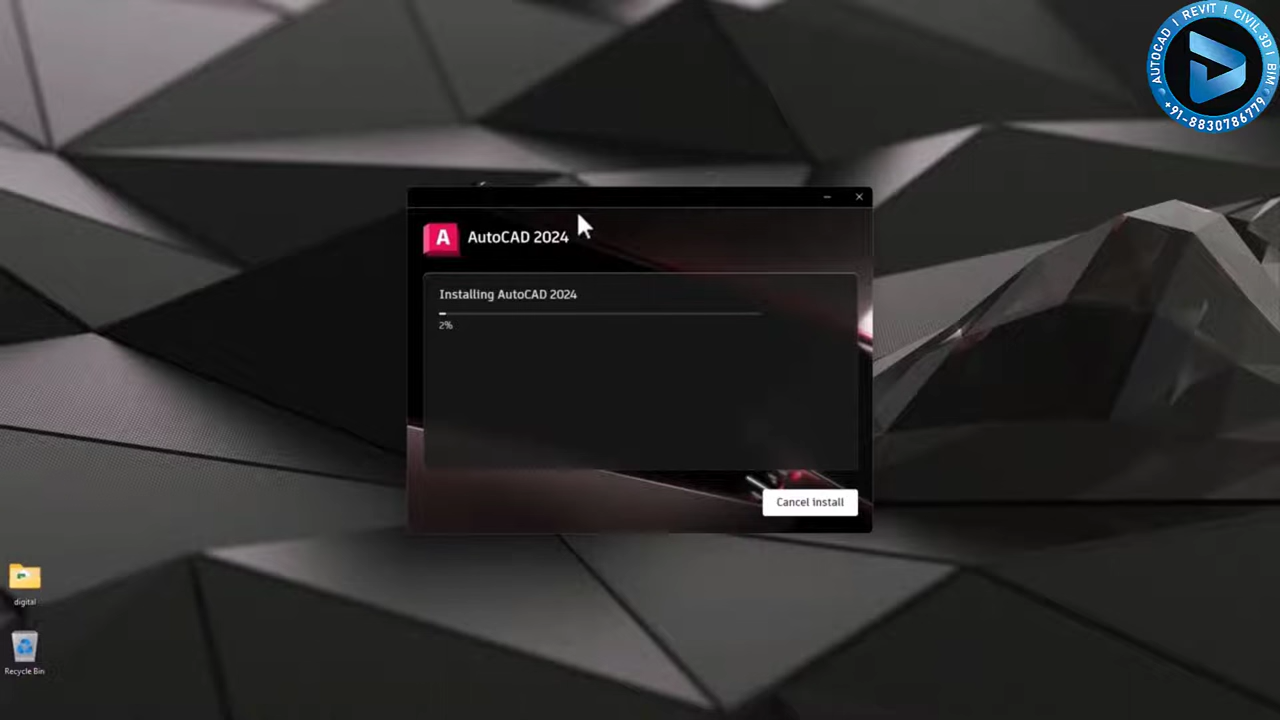 AUTOCAD | REVIT | CIVIL 3D | BIM
+91-8830786779
A AutoCAD 2024
Installing AutoCAD 2024
2%
Cancel install
digital
Recycle Bin